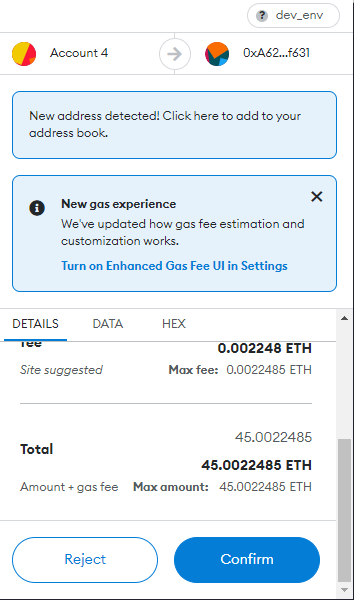 dev_env
Account 4
0xA62...f631
New address detected! Click here to add to your
address book.
New gas experience
We've updated how gas fee estimation and
customization works.
Turn on Enhanced Gas Fee UI in Settings
DETAILS DATA HEX
fee
0.002248 ETH
Site suggested Max fee: 0.0022485 ETH
45.0022485
Total
45.0022485 ETH
Amount + gas fee Max amount: 45.0022485 ETH
Reject Confirm